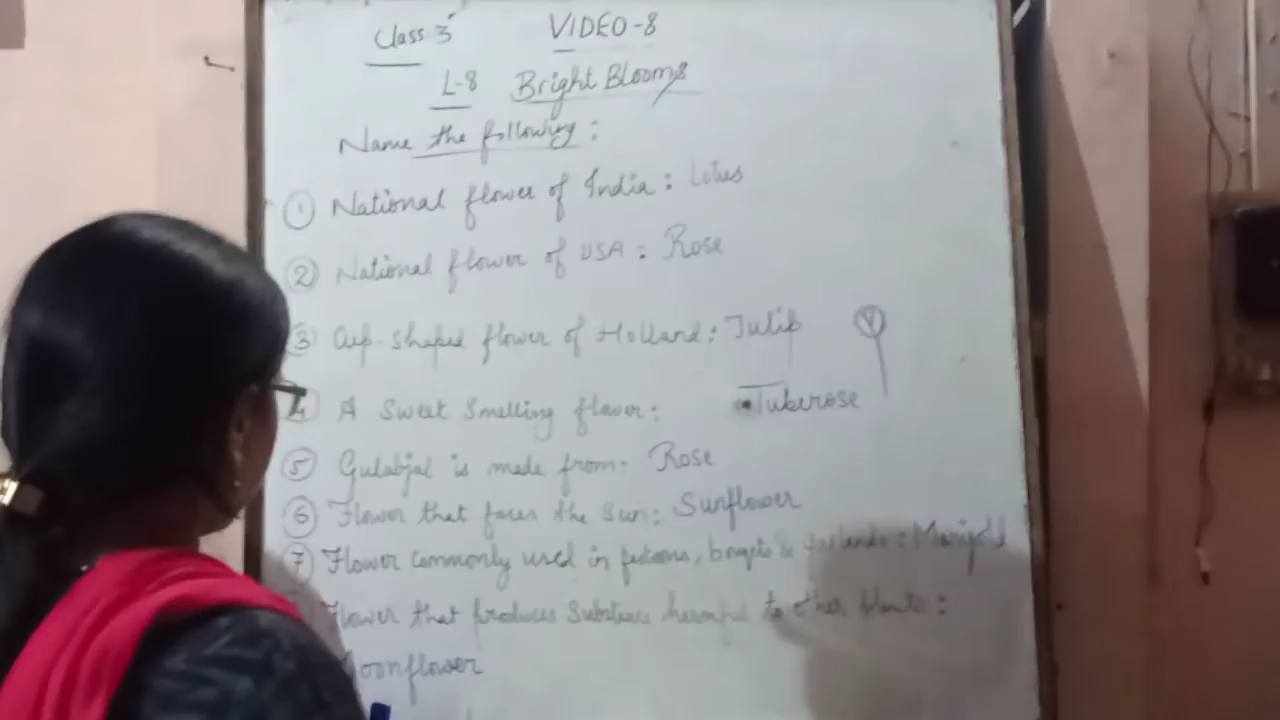 Class-3 VIDEO-8
L-8 Bright Blooms
Name the following:
① National flower of India: Lotus
② National flower of USA: Rose
③ Cup-shaped flower of Holland: Tulip
4 A Sweet Smelling flower: Tuberose
⑤ Gulabjal is made from: Rose
⑥ Flower that faces the Sun: Sunflower
⑦ Flower commonly used in festoons, & garlands: Marigold
Flower that produces harmful to other plants:
oonflower